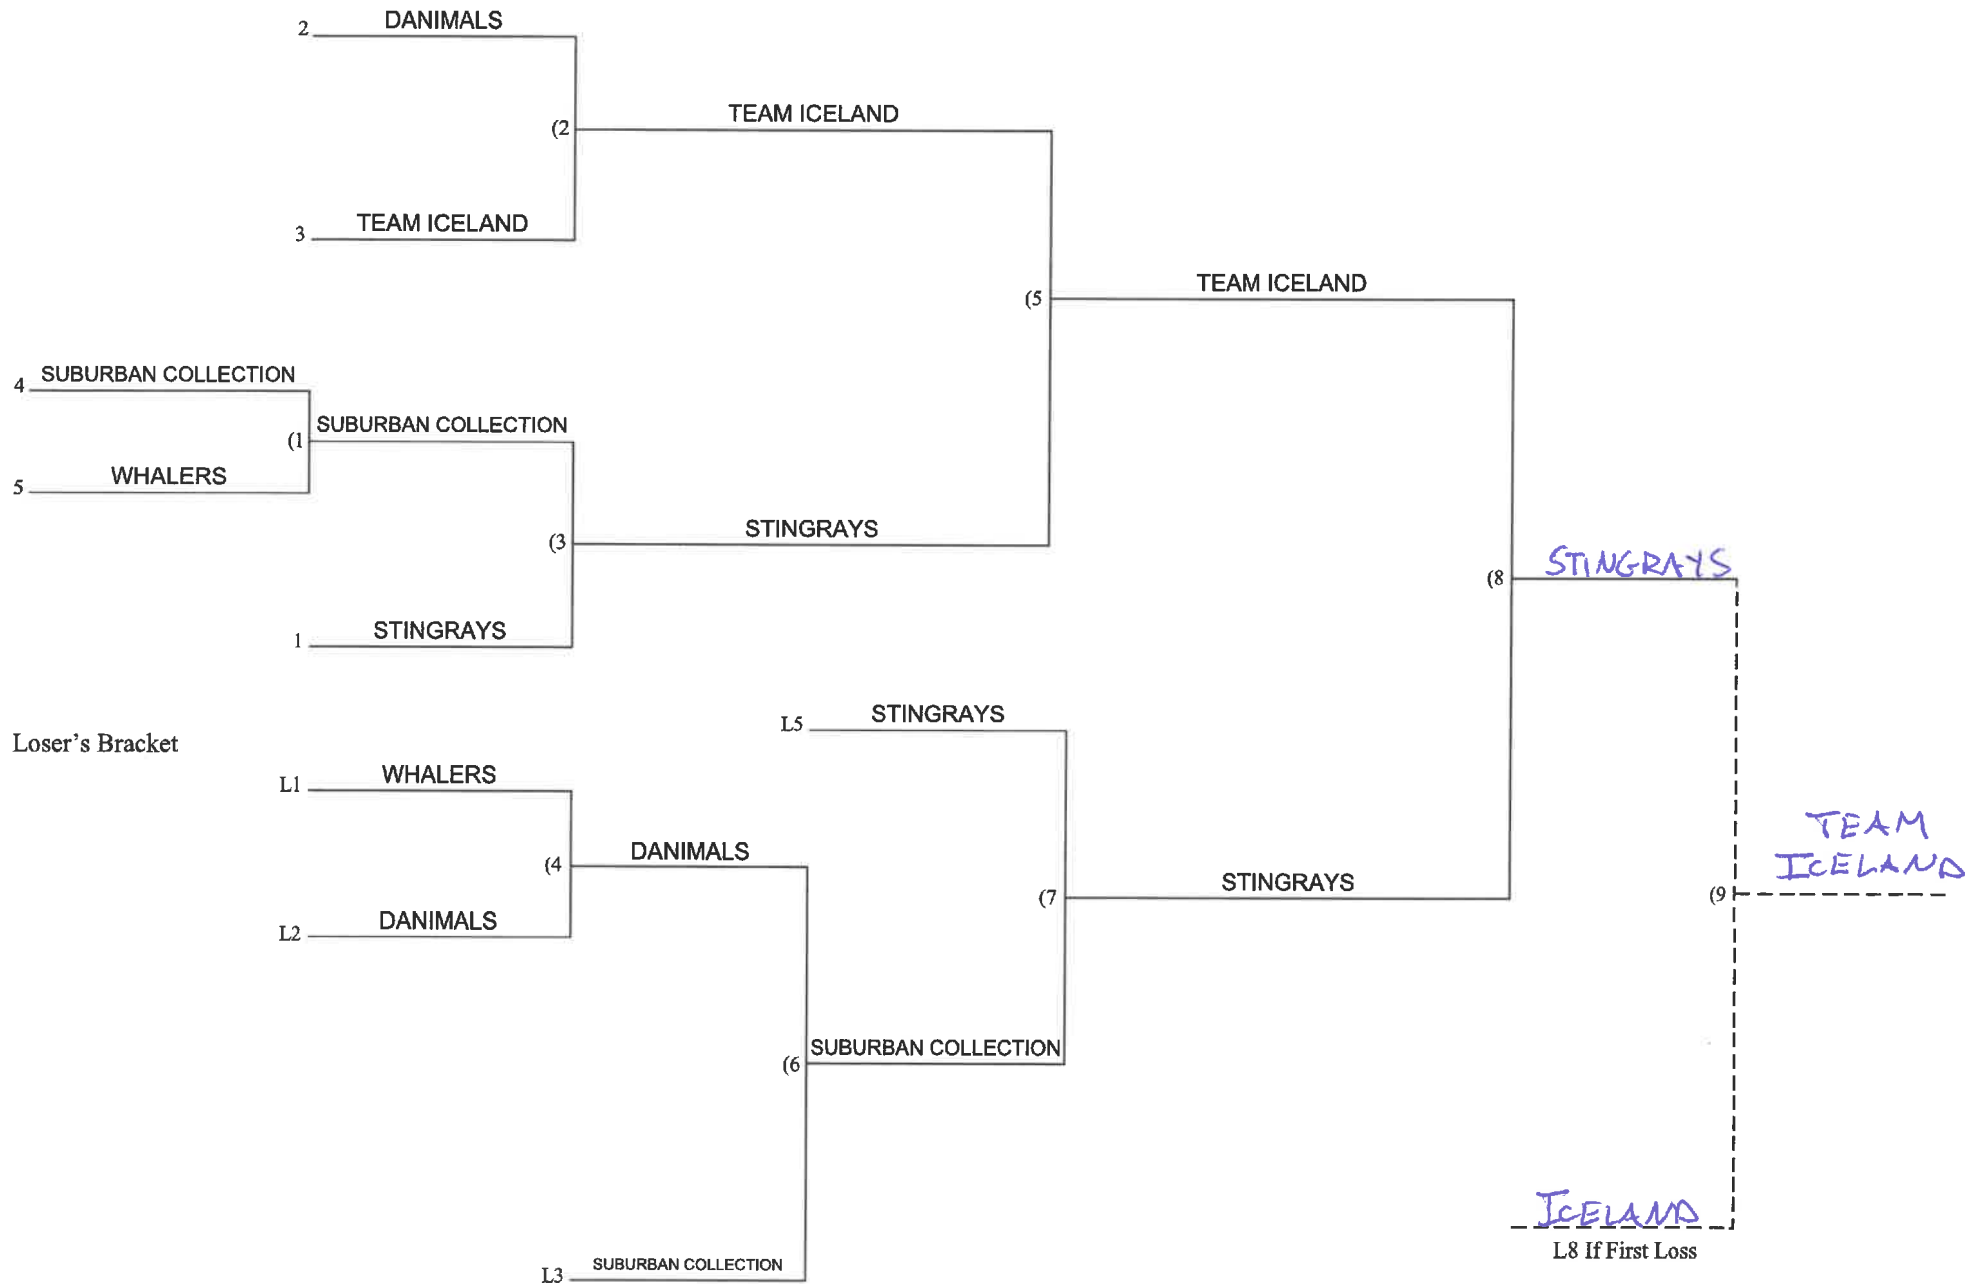 DANIMALS
2
TEAM ICELAND
(2
TEAM ICELAND
3
TEAM ICELAND
(5
SUBURBAN COLLECTION
4
SUBURBAN COLLECTION
(1
WHALERS
5
STINGRAYS
(3
STINGRAYS
(8
STINGRAYS
1
STINGRAYS
L5
Loser's Bracket
WHALERS
L1
TEAM
ICELAND
(9
DANIMALS
(4
STINGRAYS
(7
DANIMALS
L2
SUBURBAN COLLECTION
(6
ICELAND
L8 If First Loss
SUBURBAN COLLECTION
L3